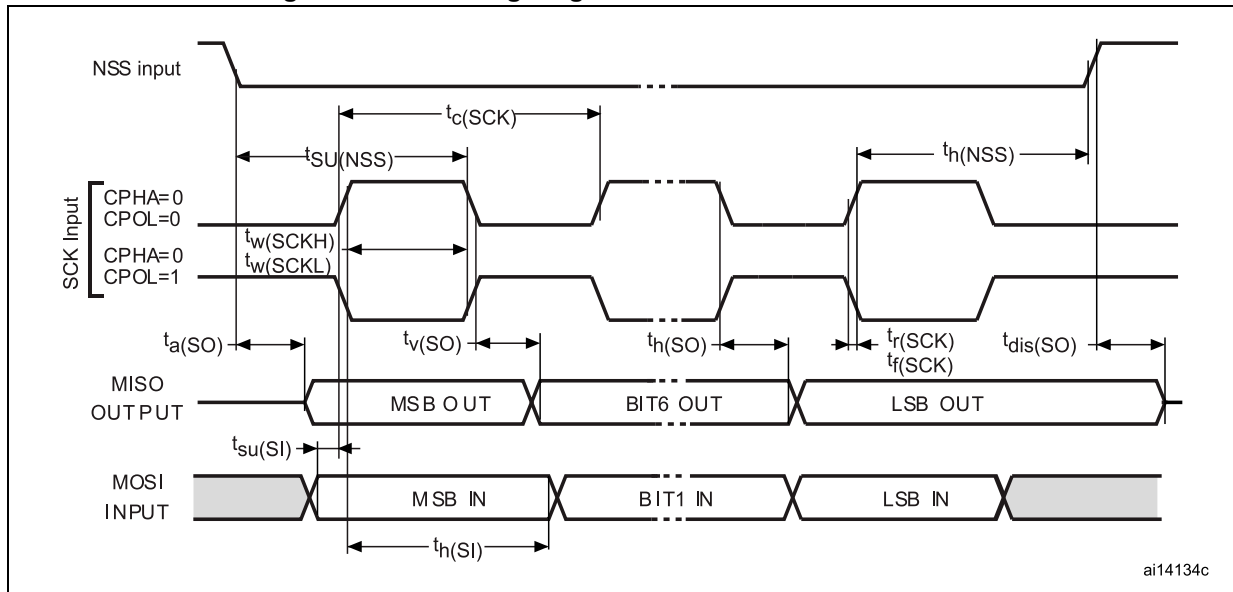 NSS input
tc(SCK)
tSU(NSS)
th(NSS)
SCK Input
CPHA=0
CPOL=0
CPHA=0
CPOL=1
tw(SCKH)
tw(SCKL)
ta(SO)
tv(SO)
th(SO)
tr(SCK)
tf(SCK)
tdis(SO)
MISO
OUTPUT
MSB OUT
BIT6 OUT
LSB OUT
tsu(SI)
MOSI
INPUT
MSB IN
BIT1 IN
LSB IN
th(SI)
ai14134c